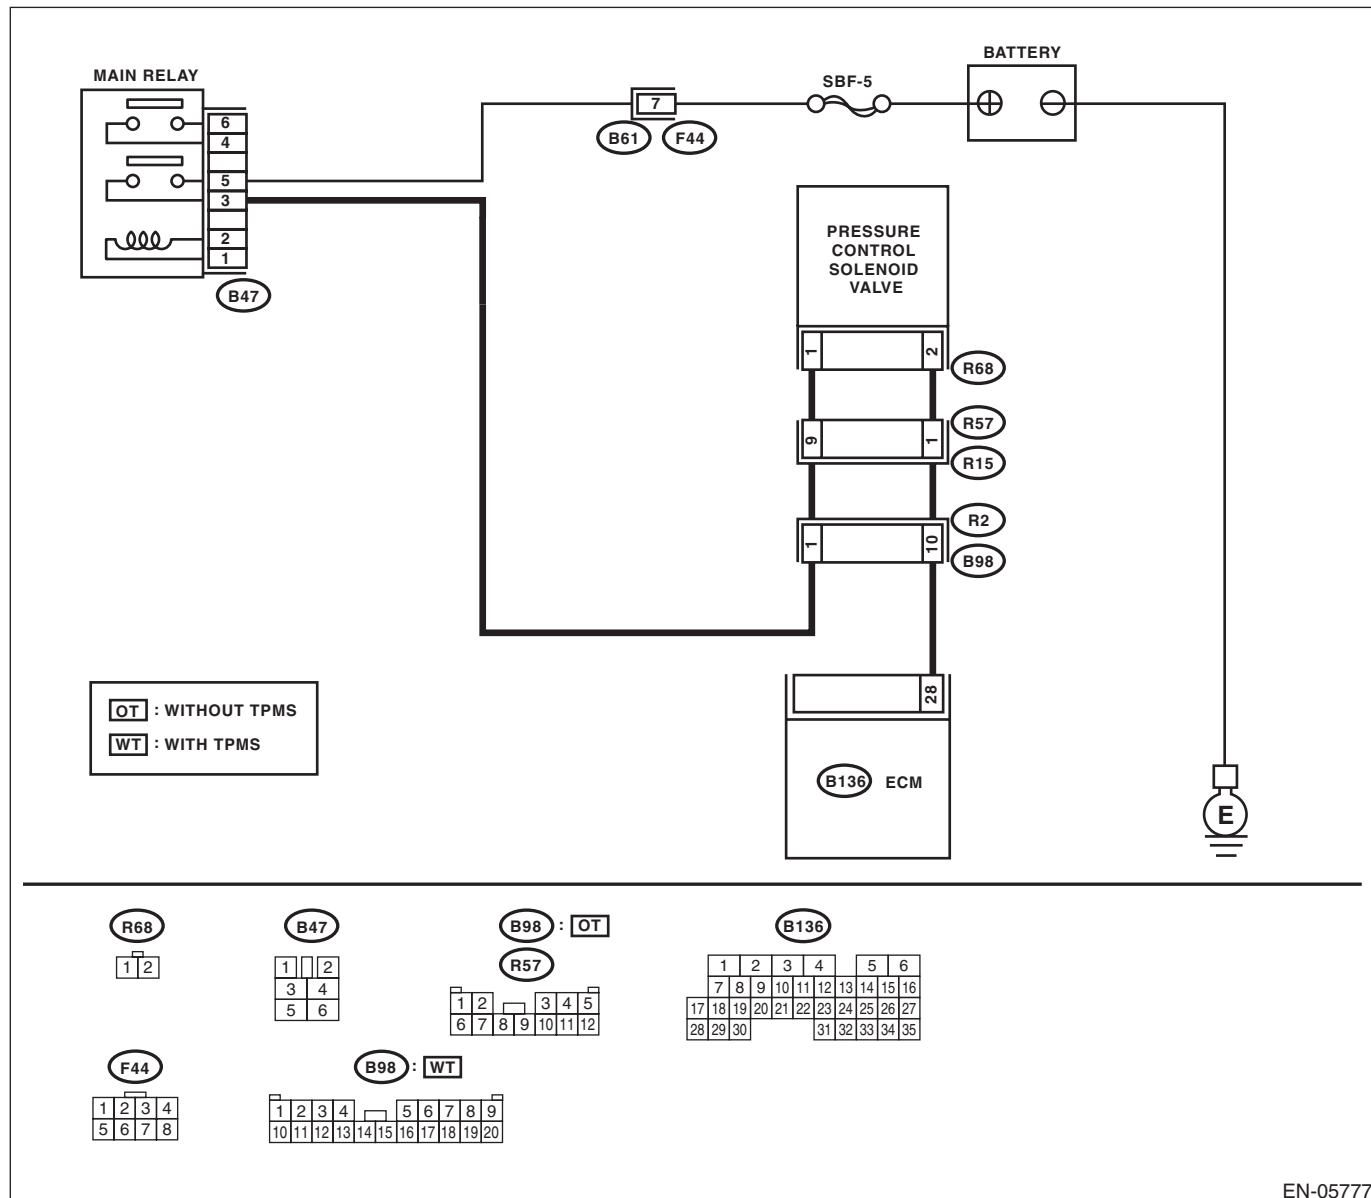 BATTERY
MAIN RELAY
SBF-5
6
4
5
3
2
1
B47
7
B61 F44
PRESSURE
CONTROL
SOLENOID
VALVE
1 2
R68
9 1
R57
R15
1 10
R2
B98
28
B136 ECM
E
OT : WITHOUT TPMS
WT : WITH TPMS
R68
1 2
B47
1 2
3 4
5 6
B98 : OT
R57
1 2 3 4 5
6 7 8 9 10 11 12
B136
1 2 3 4 5 6
7 8 9 10 11 12 13 14 15 16
17 18 19 20 21 22 23 24 25 26 27
28 29 30 31 32 33 34 35
F44
1 2 3 4
5 6 7 8
B98 : WT
1 2 3 4 5 6 7 8 9
10 11 12 13 14 15 16 17 18 19 20
EN-05777